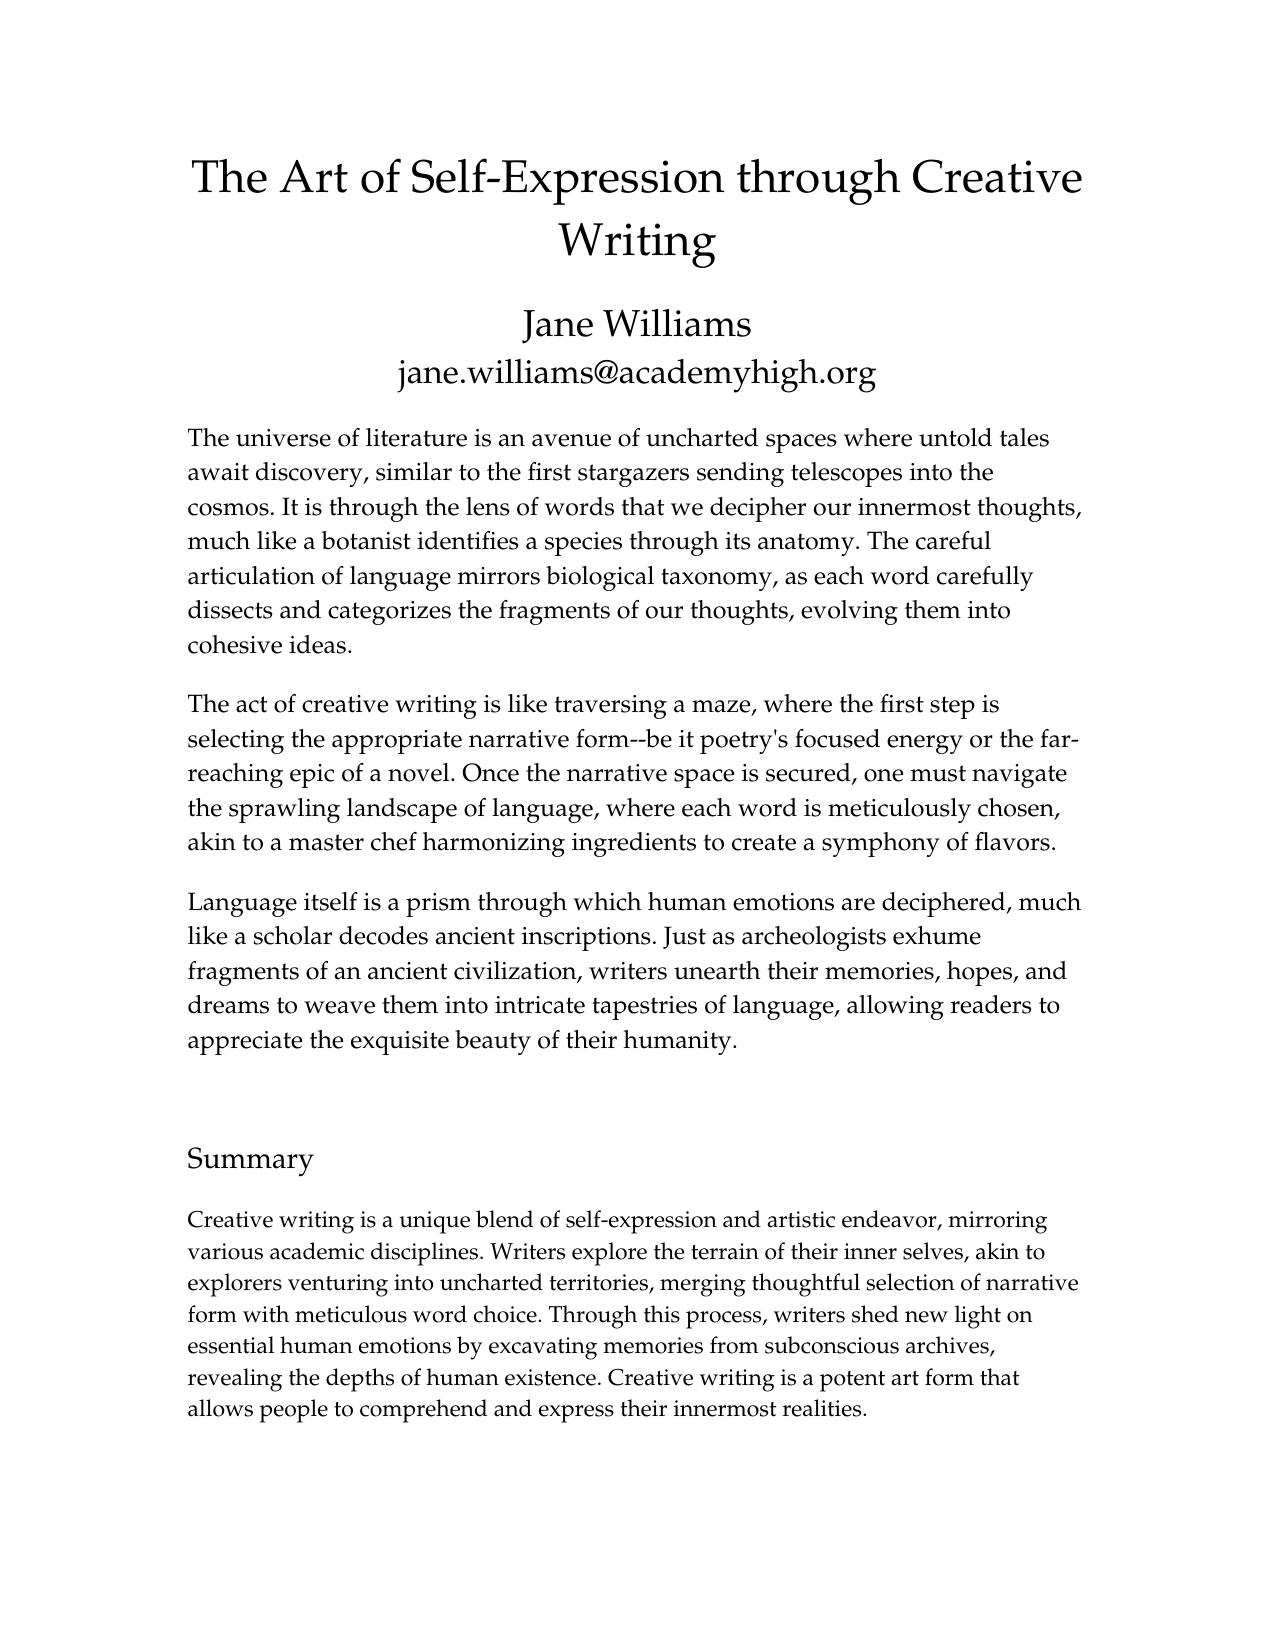 The Art of Self-Expression through Creative
Writing
Jane Williams
jane.williams@academyhigh.org
The universe of literature is an avenue of uncharted spaces where untold tales
await discovery, similar to the first stargazers sending telescopes into the
cosmos. It is through the lens of words that we decipher our innermost thoughts,
much like a botanist identifies a species through its anatomy. The careful
articulation of language mirrors biological taxonomy, as each word carefully
dissects and categorizes the fragments of our thoughts, evolving them into
cohesive ideas.
The act of creative writing is like traversing a maze, where the first step is
selecting the appropriate narrative form--be it poetry's focused energy or the far-
reaching epic of a novel. Once the narrative space is secured, one must navigate
the sprawling landscape of language, where each word is meticulously chosen,
akin to a master chef harmonizing ingredients to create a symphony of flavors.
Language itself is a prism through which human emotions are deciphered, much
like a scholar decodes ancient inscriptions. Just as archeologists exhume
fragments of an ancient civilization, writers unearth their memories, hopes, and
dreams to weave them into intricate tapestries of language, allowing readers to
appreciate the exquisite beauty of their humanity.
Summary
Creative writing is a unique blend of self-expression and artistic endeavor, mirroring
various academic disciplines. Writers explore the terrain of their inner selves, akin to
explorers venturing into uncharted territories, merging thoughtful selection of narrative
form with meticulous word choice. Through this process, writers shed new light on
essential human emotions by excavating memories from subconscious archives,
revealing the depths of human existence. Creative writing is a potent art form that
allows people to comprehend and express their innermost realities.